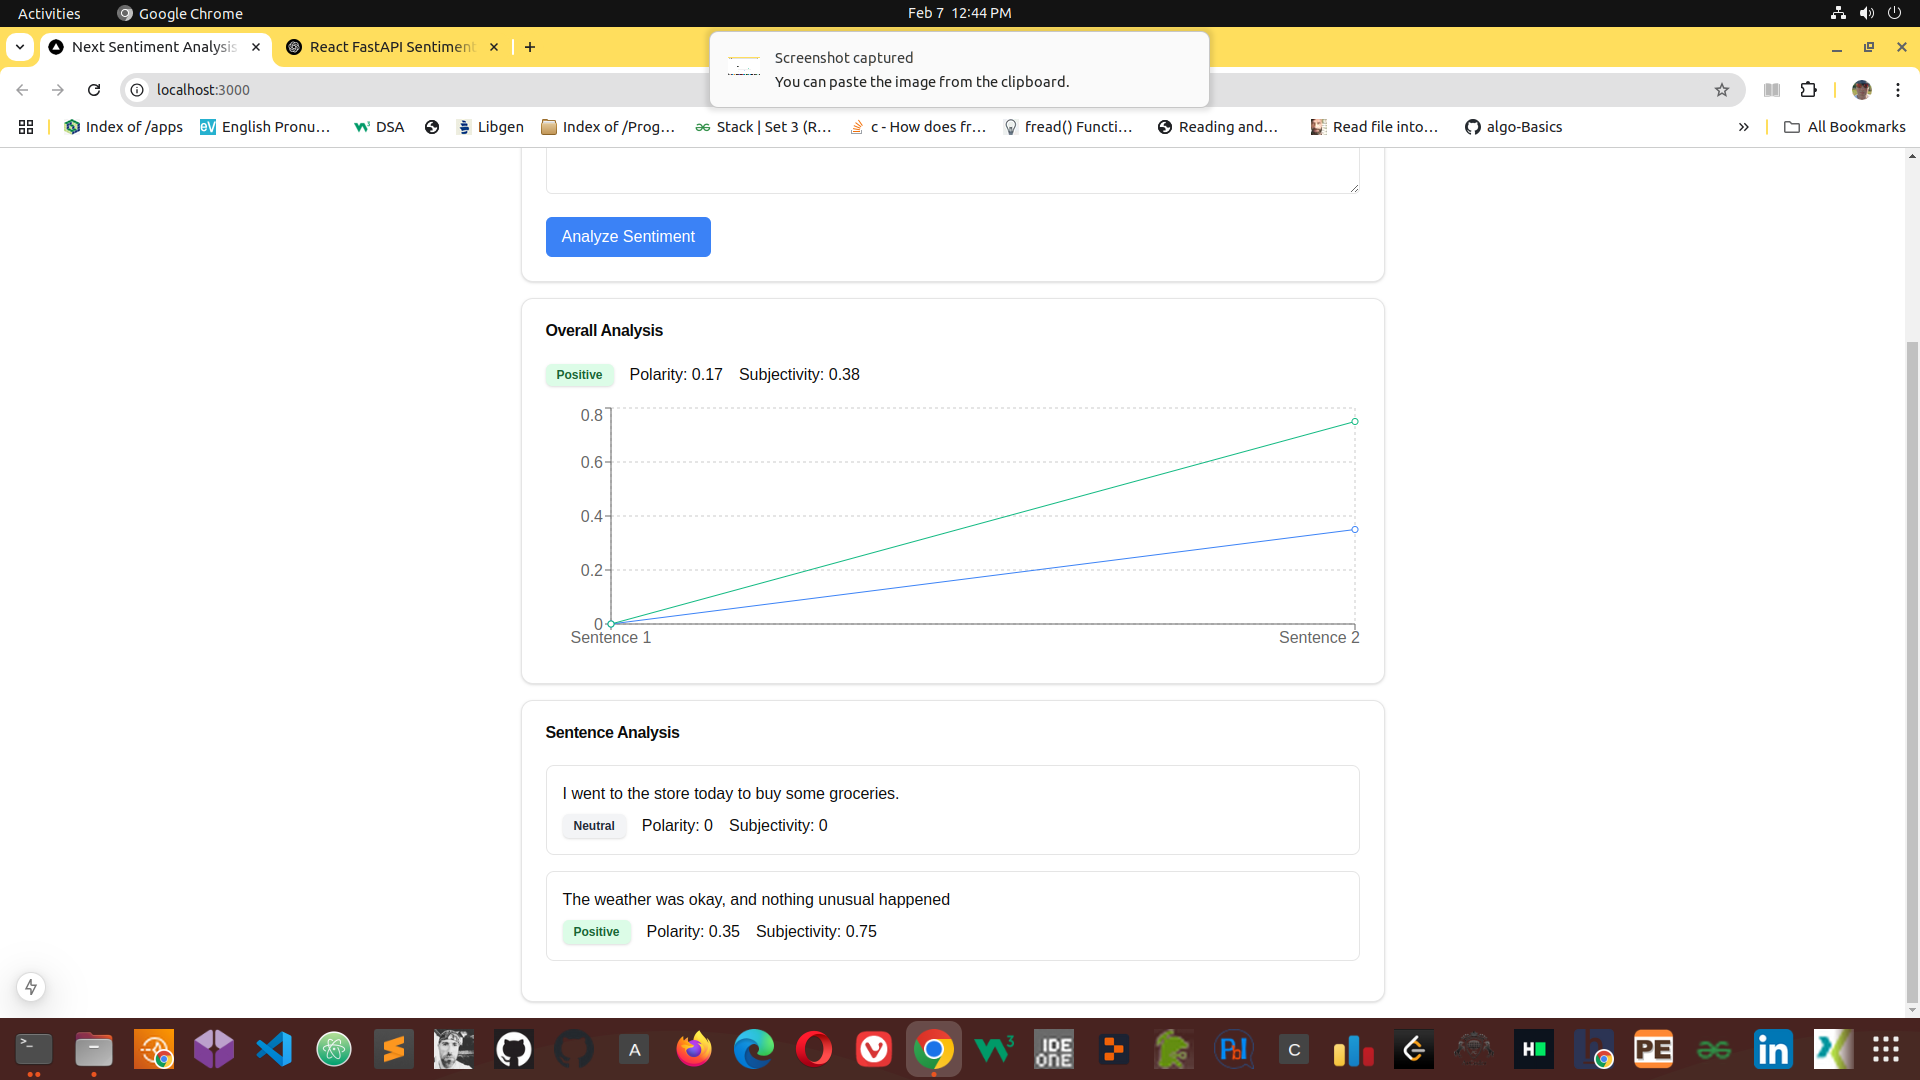 Activities
Google Chrome
Feb 7 12:44 PM
Next Sentiment Analysis
React FastAPI Sentiment
Screenshot captured
You can paste the image from the clipboard.
localhost:3000
Index of /apps
English Pronu…
DSA
Libgen
Index of /Prog…
Stack | Set 3 (R…
c - How does fr…
fread() Functi…
Reading and…
Read file into…
algo-Basics
All Bookmarks
Analyze Sentiment
Overall Analysis
Positive Polarity: 0.17 Subjectivity: 0.38
0.8
0.6
0.4
0.2
0
Sentence 1
Sentence 2
Sentence Analysis
I went to the store today to buy some groceries.
Neutral Polarity: 0 Subjectivity: 0
The weather was okay, and nothing unusual happened
Positive Polarity: 0.35 Subjectivity: 0.75
A
IDE
ONE
C
PE
in